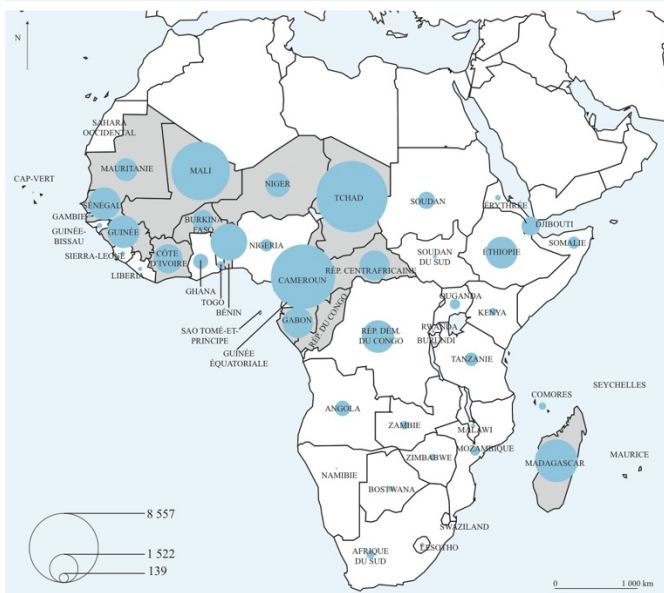 N
SAHARA
OCCIDENTAL
MAURITANIE
MALI
NIGER
TCHAD
SOUDAN
ÉRYTHRÉE
CAP-VERT
SÉNÉGAL
GAMBIE
GUINÉE-
BISSAU
GUINÉE
BURKINA
FASO
DJIBOUTI
SOMALIE
SIERRA-LEONE
LIBERIA
CÔTE
D'IVOIRE
NIGÉRIA
ÉTHIOPIE
SOUDAN
DU SUD
GHANA
TOGO
BÉNIN
CAMEROUN
RÉP. CENTRAFRICAINE
SAO TOMÉ-ET-
PRINCIPE
GUINÉE
ÉQUATORIALE
GABON
RÉP. DU CONGO
RÉP. DÉM.
DU CONGO
OUGANDA
KENYA
RWANDA
BURUNDI
TANZANIE
SEYCHELLES
COMORES
ANGOLA
ZAMBIE
MALAWI
MOZAMBIQUE
ZIMBABWE
MADAGASCAR
MAURICE
NAMIBIE
BOSTWANA
SWAZILAND
LESOTHO
AFRIQUE
DU SUD
8 557
1 522
139
0 1 000 km